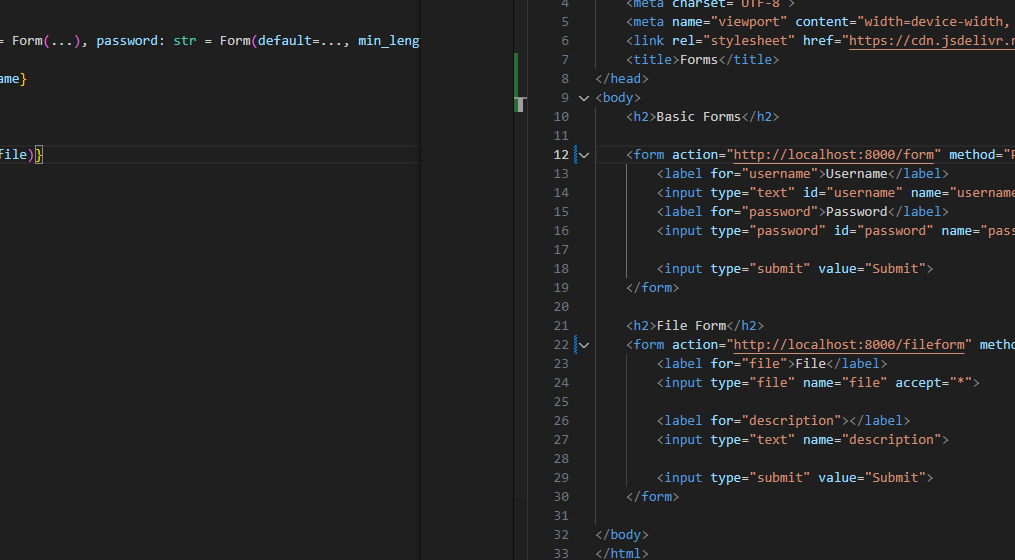 = Form(...), password: str = Form(default=..., min_leng
ame}
file)}
4 <meta charset="UTF-8">
5 <meta name="viewport" content="width=device-width,
6 <link rel="stylesheet" href="https://cdn.jsdelivr.n
7 <title>Forms</title>
8 </head>
9 <body>
10 <h2>Basic Forms</h2>
11
12 <form action="http://localhost:8000/form" method="P
13 <label for="username">Username</label>
14 <input type="text" id="username" name="username
15 <label for="password">Password</label>
16 <input type="password" id="password" name="pass
17
18 <input type="submit" value="Submit">
19 </form>
20
21 <h2>File Form</h2>
22 <form action="http://localhost:8000/fileform" metho
23 <label for="file">File</label>
24 <input type="file" name="file" accept="*">
25
26 <label for="description"></label>
27 <input type="text" name="description">
28
29 <input type="submit" value="Submit">
30 </form>
31
32 </body>
33 </html>